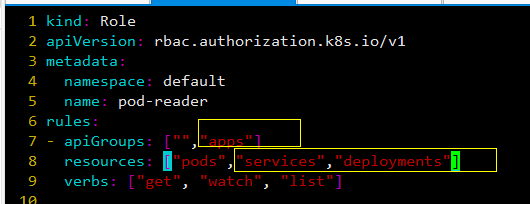 1 kind: Role
2 apiVersion: rbac.authorization.k8s.io/v1
3 metadata:
4   namespace: default
5   name: pod-reader
6 rules:
7 - apiGroups: ["","apps"]
8   resources: ["pods","services","deployments"]
9   verbs: ["get", "watch", "list"]
10